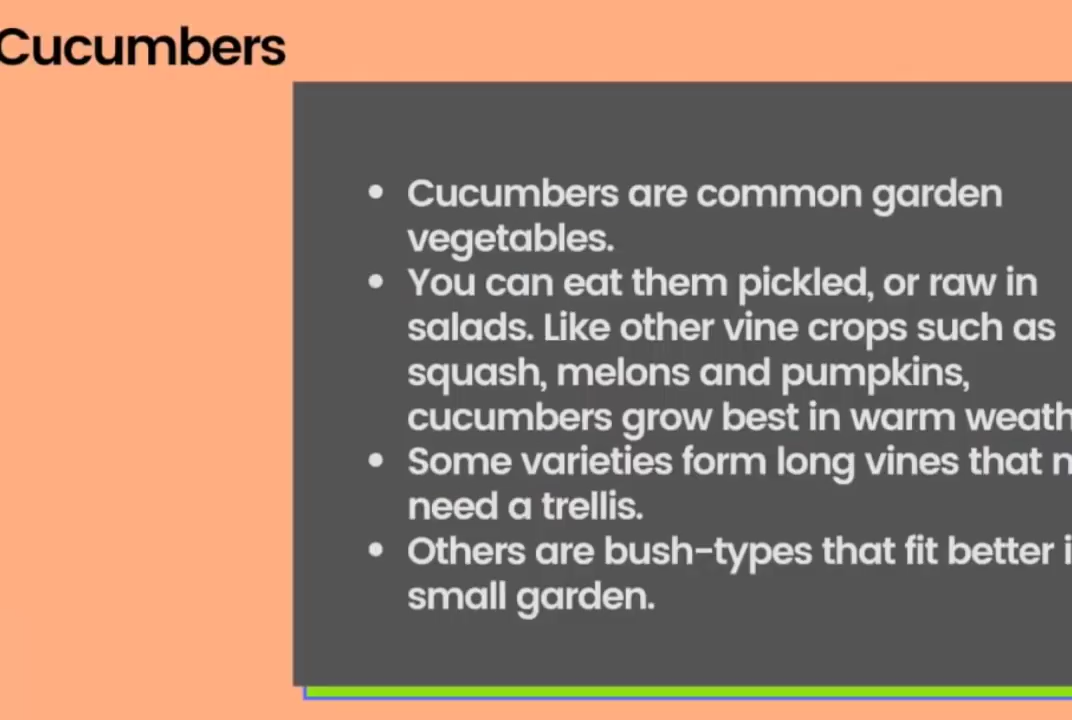 Cucumbers
• Cucumbers are common garden
vegetables.
• You can eat them pickled, or raw in
salads. Like other vine crops such as
squash, melons and pumpkins,
cucumbers grow best in warm weath
• Some varieties form long vines that
need a trellis.
• Others are bush-types that fit better
small garden.